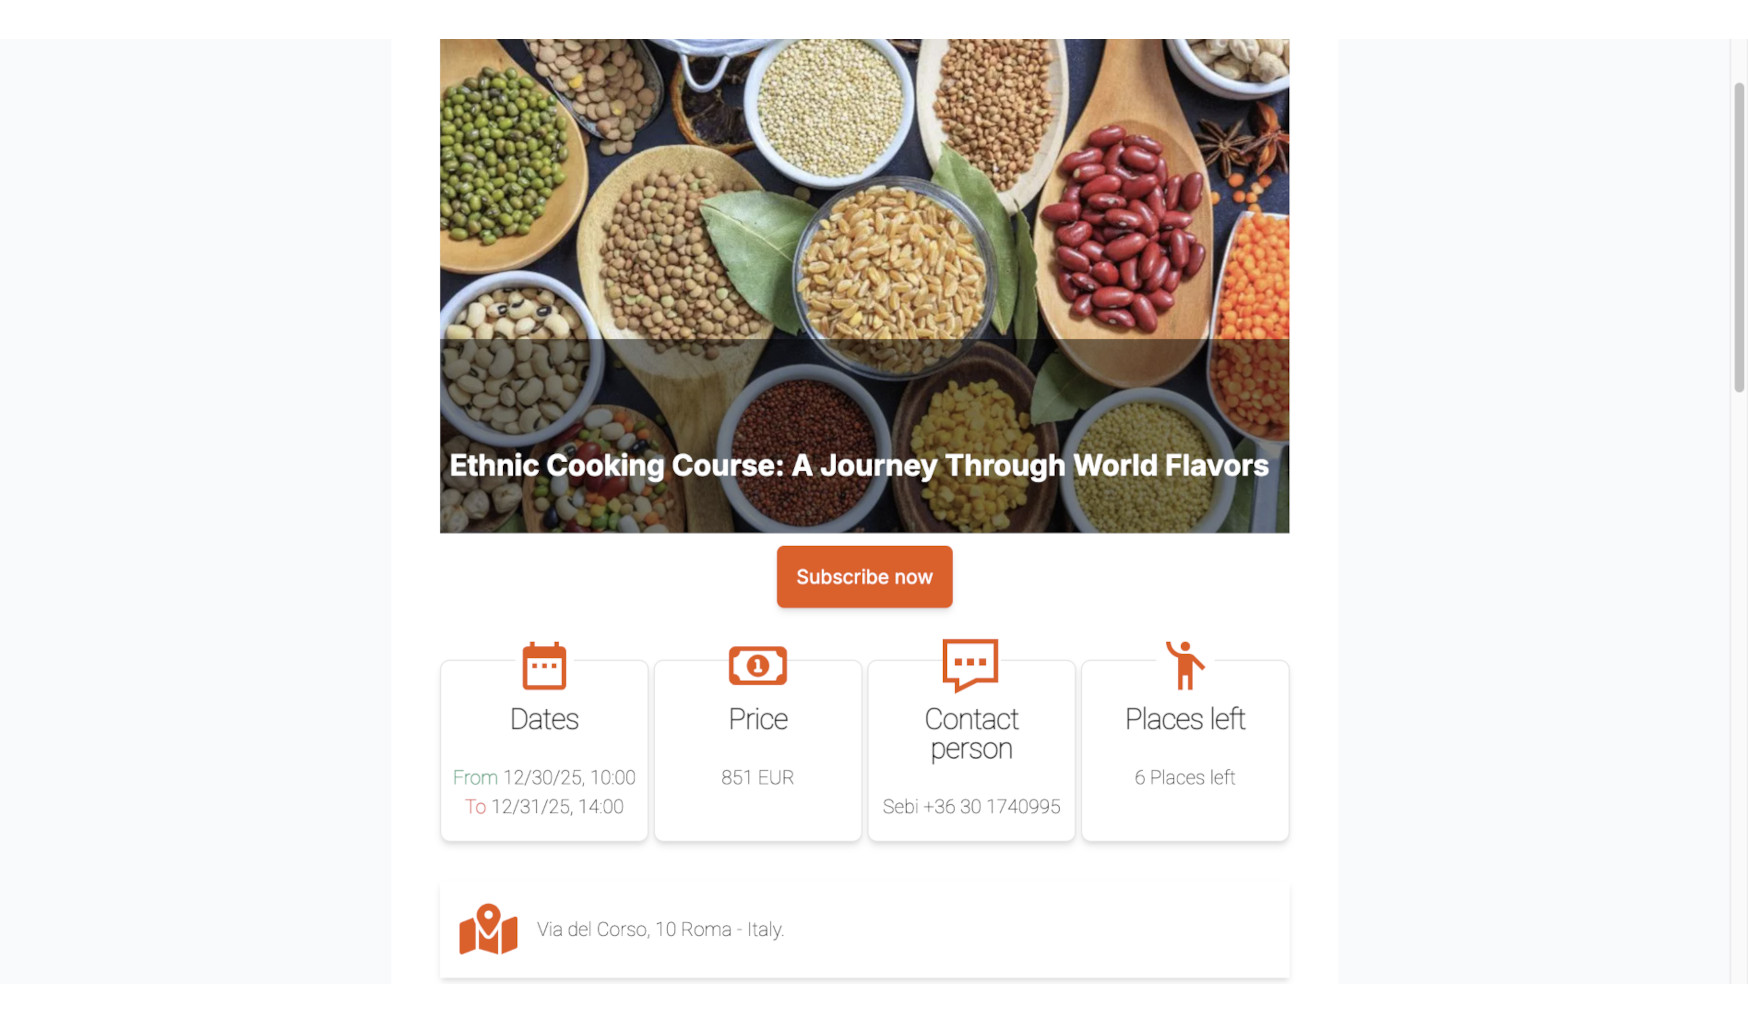 Ethnic Cooking Course: A Journey Through World Flavors
Subscribe now
Dates
From 12/30/25, 10:00
To 12/31/25, 14:00
Price
851 EUR
Contact
person
Sebi +36 30 1740995
Places left
6 Places left
Via del Corso, 10 Roma - Italy.